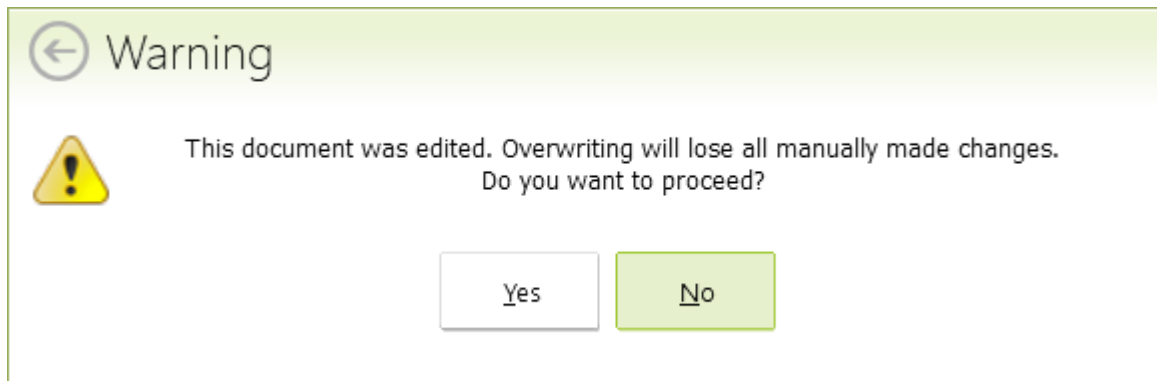 Warning
This document was edited. Overwriting will lose all manually made changes.
Do you want to proceed?
Yes
No